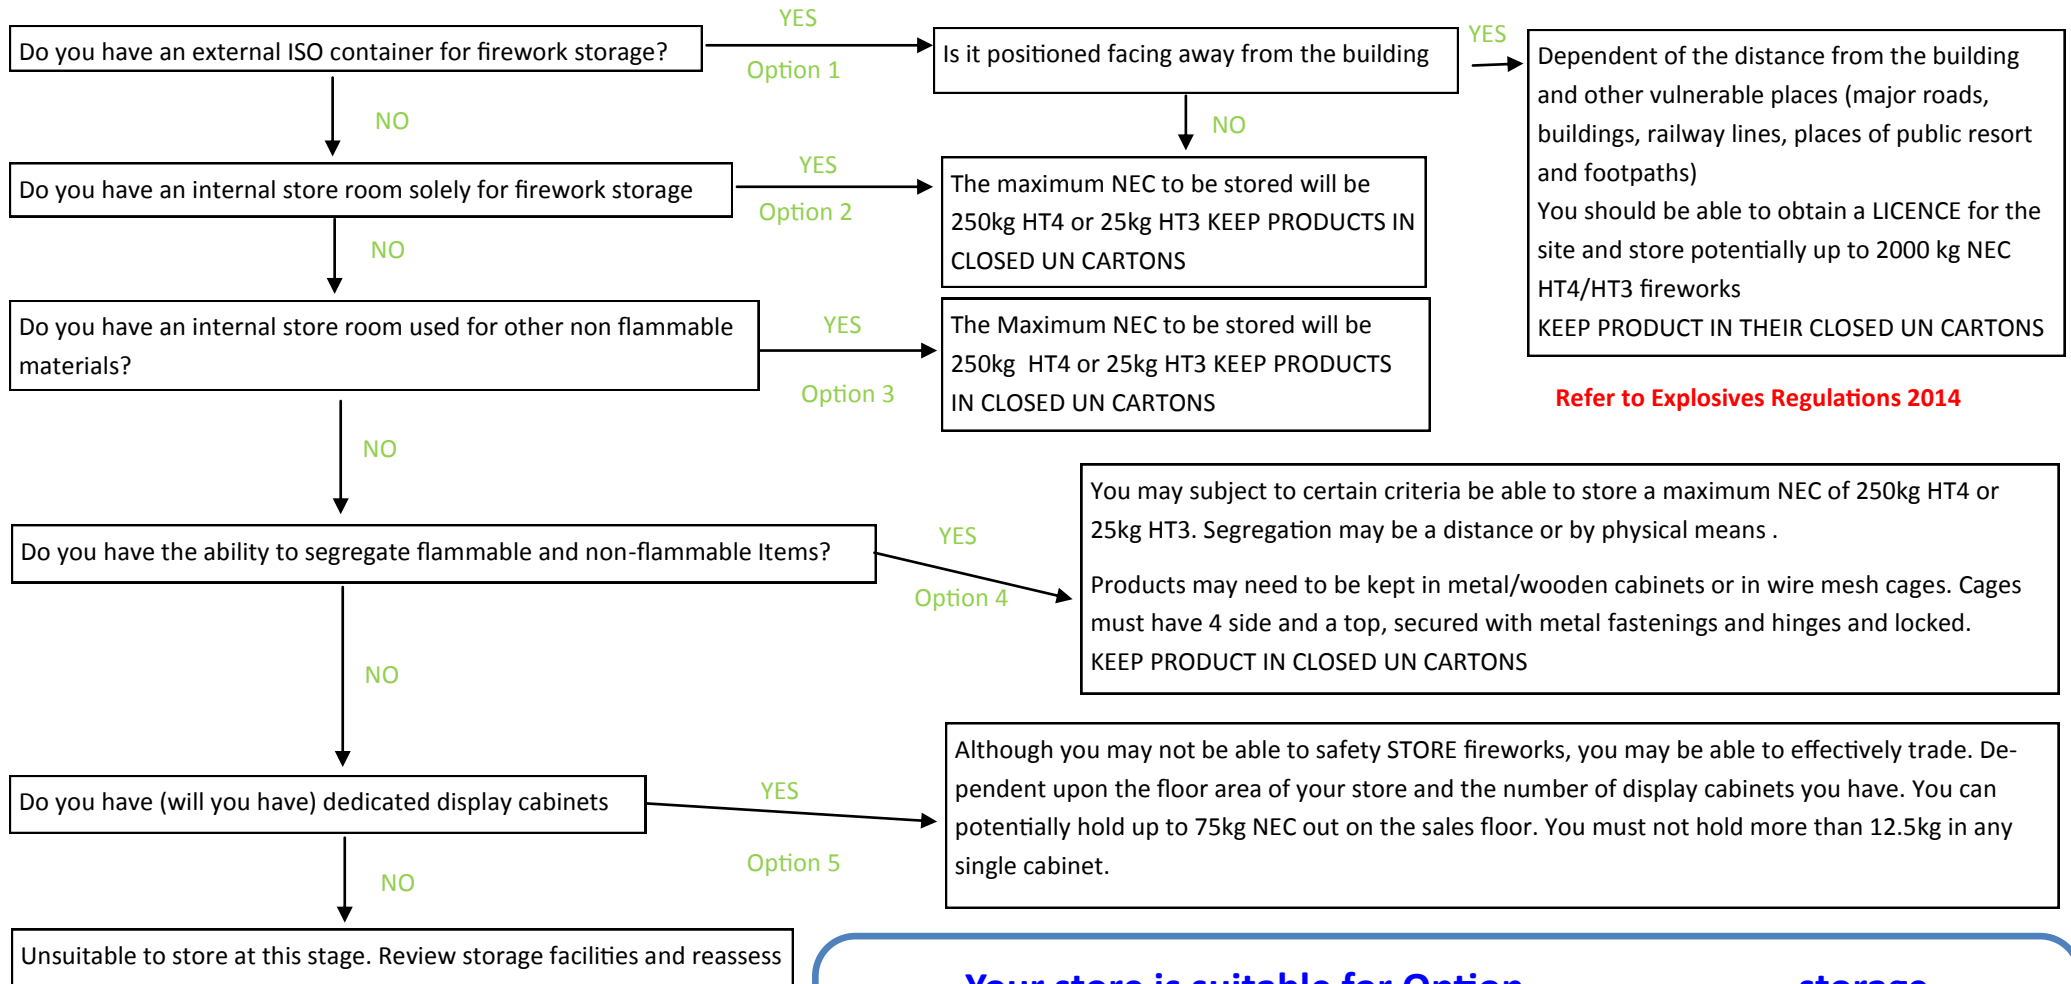 Do you have an external ISO container for firework storage?
YES
Option 1
Is it positioned facing away from the building
YES
Dependent of the distance from the building
and other vulnerable places (major roads,
buildings, railway lines, places of public resort
and footpaths)
You should be able to obtain a LICENCE for the
site and store potentially up to 2000 kg NEC
HT4/HT3 fireworks
KEEP PRODUCT IN THEIR CLOSED UN CARTONS
NO
NO
Do you have an internal store room solely for firework storage
YES
Option 2
The maximum NEC to be stored will be
250kg HT4 or 25kg HT3 KEEP PRODUCTS IN
CLOSED UN CARTONS
NO
Do you have an internal store room used for other non flammable
materials?
YES
Option 3
The Maximum NEC to be stored will be
250kg HT4 or 25kg HT3 KEEP PRODUCTS
IN CLOSED UN CARTONS
Refer to Explosives Regulations 2014
NO
Do you have the ability to segregate flammable and non-flammable Items?
YES
Option 4
You may subject to certain criteria be able to store a maximum NEC of 250kg HT4 or
25kg HT3. Segregation may be a distance or by physical means .
Products may need to be kept in metal/wooden cabinets or in wire mesh cages. Cages
must have 4 side and a top, secured with metal fastenings and hinges and locked.
KEEP PRODUCT IN CLOSED UN CARTONS
NO
Do you have (will you have) dedicated display cabinets
YES
Option 5
Although you may not be able to safety STORE fireworks, you may be able to effectively trade. De-
pendent upon the floor area of your store and the number of display cabinets you have. You can
potentially hold up to 75kg NEC out on the sales floor. You must not hold more than 12.5kg in any
single cabinet.
NO
Unsuitable to store at this stage. Review storage facilities and reassess
Your store is suitable for Option storage